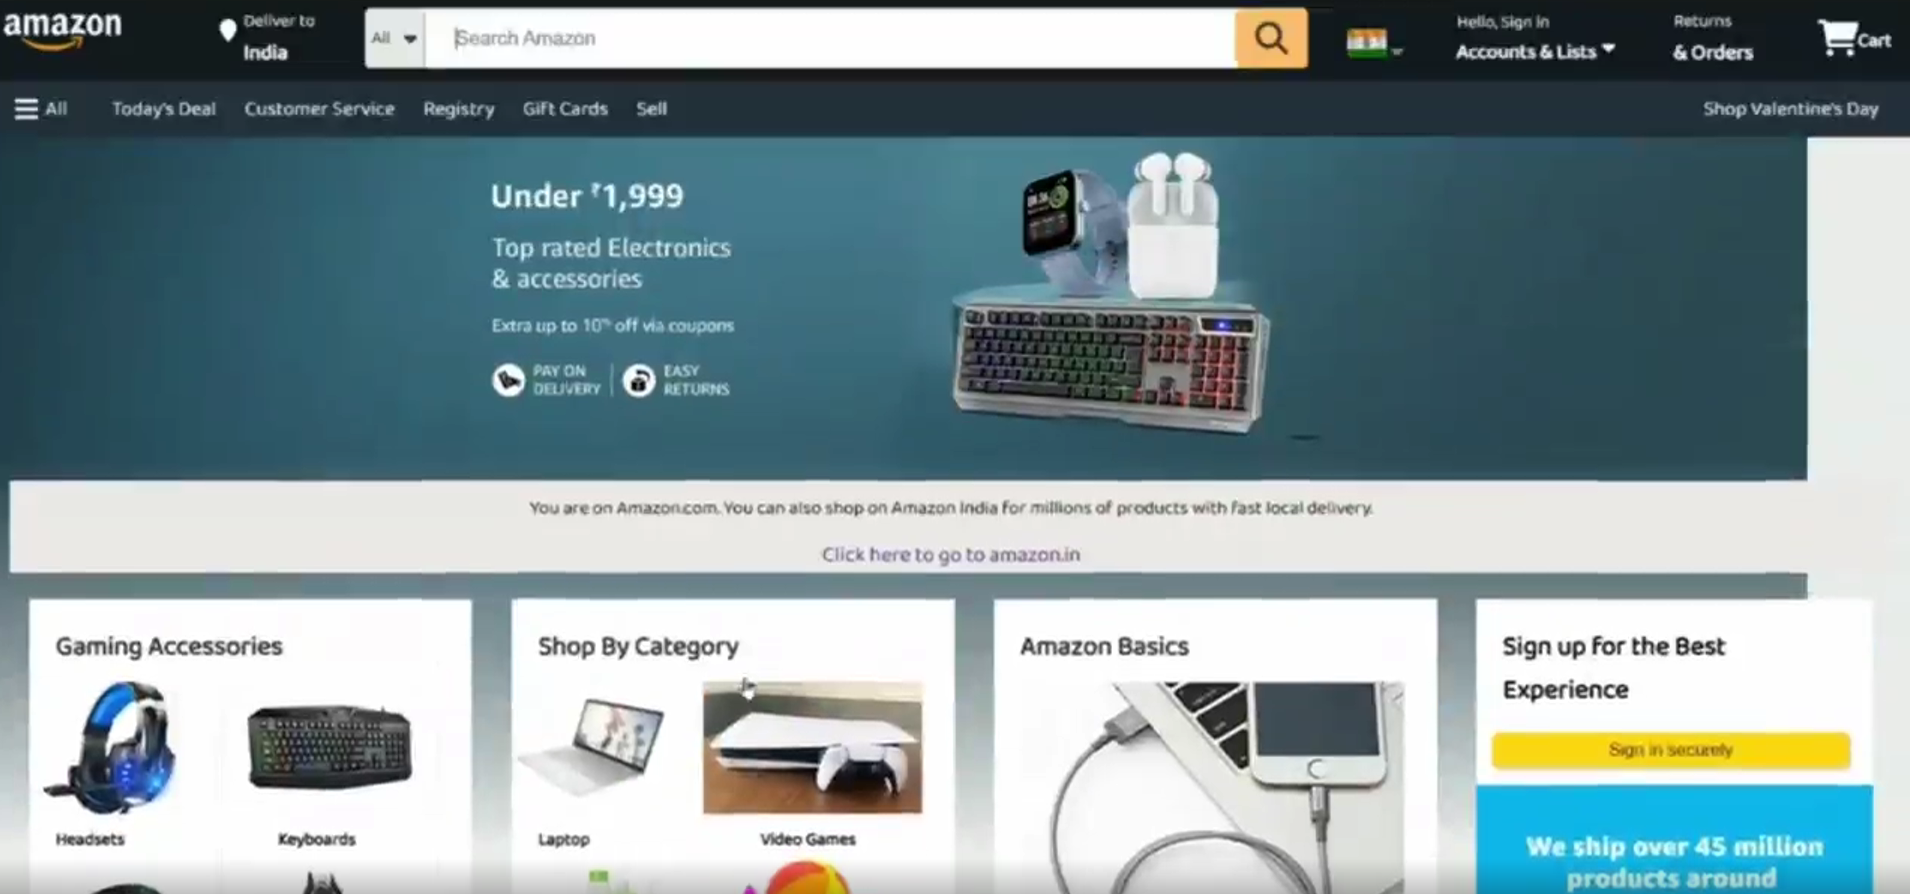 amazon
Deliver to
India
All
Search Amazon
Hello, Sign in
Accounts & Lists
Returns
& Orders
Cart
All
Today's Deal
Customer Service
Registry
Gift Cards
Sell
Shop Valentine's Day
Under ₹1,999
Top rated Electronics
& accessories
Extra up to 10% off via coupons
PAY ON
DELIVERY
EASY
RETURNS
You are on Amazon.com. You can also shop on Amazon India for millions of products with fast local delivery.
Click here to go to amazon.in
Gaming Accessories
Headsets
Keyboards
Shop By Category
Laptop
Video Games
Amazon Basics
Sign up for the Best
Experience
Sign in securely
We ship over 45 million
products around